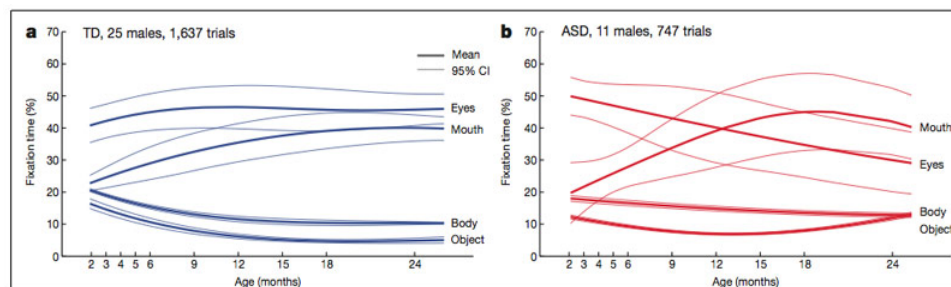 a TD, 25 males, 1,637 trials
70
60
50
40
30
20
10
0
Fixation time (%)
Mean
95% CI
Eyes
Mouth
Body
Object
2 3 4 5 6 9 12 15 18 24
Age (months)
b ASD, 11 males, 747 trials
70
60
50
40
30
20
10
0
Fixation time (%)
Mouth
Eyes
Body
Object
2 3 4 5 6 9 12 15 18 24
Age (months)